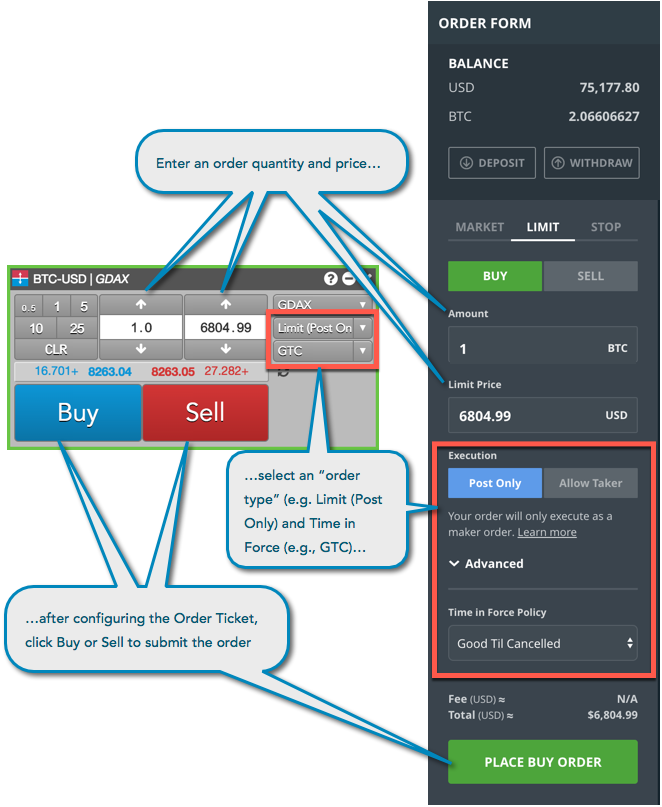 ORDER FORM
BALANCE
USD 75,177.80
BTC 2.06606627
DEPOSIT WITHDRAW
MARKET LIMIT STOP
BUY SELL
Amount
1 BTC
Limit Price
6804.99 USD
Execution
Post Only Allow Taker
Your order will only execute as a
maker order. Learn more
Advanced
Time in Force Policy
Good Til Cancelled
Fee (USD) ≈ N/A
Total (USD) ≈ $6,804.99
PLACE BUY ORDER
Enter an order quantity and price...
BTC-USD | GDAX
0.5 1 5
10 25
CLR
1.0
6804.99
GDAX
Limit (Post On
GTC
16.701+ 8263.04 8263.05 27.282+
Buy Sell
...select an “order
type” (e.g. Limit (Post
Only) and Time in
Force (e.g., GTC)...
...after configuring the Order Ticket,
click Buy or Sell to submit the order